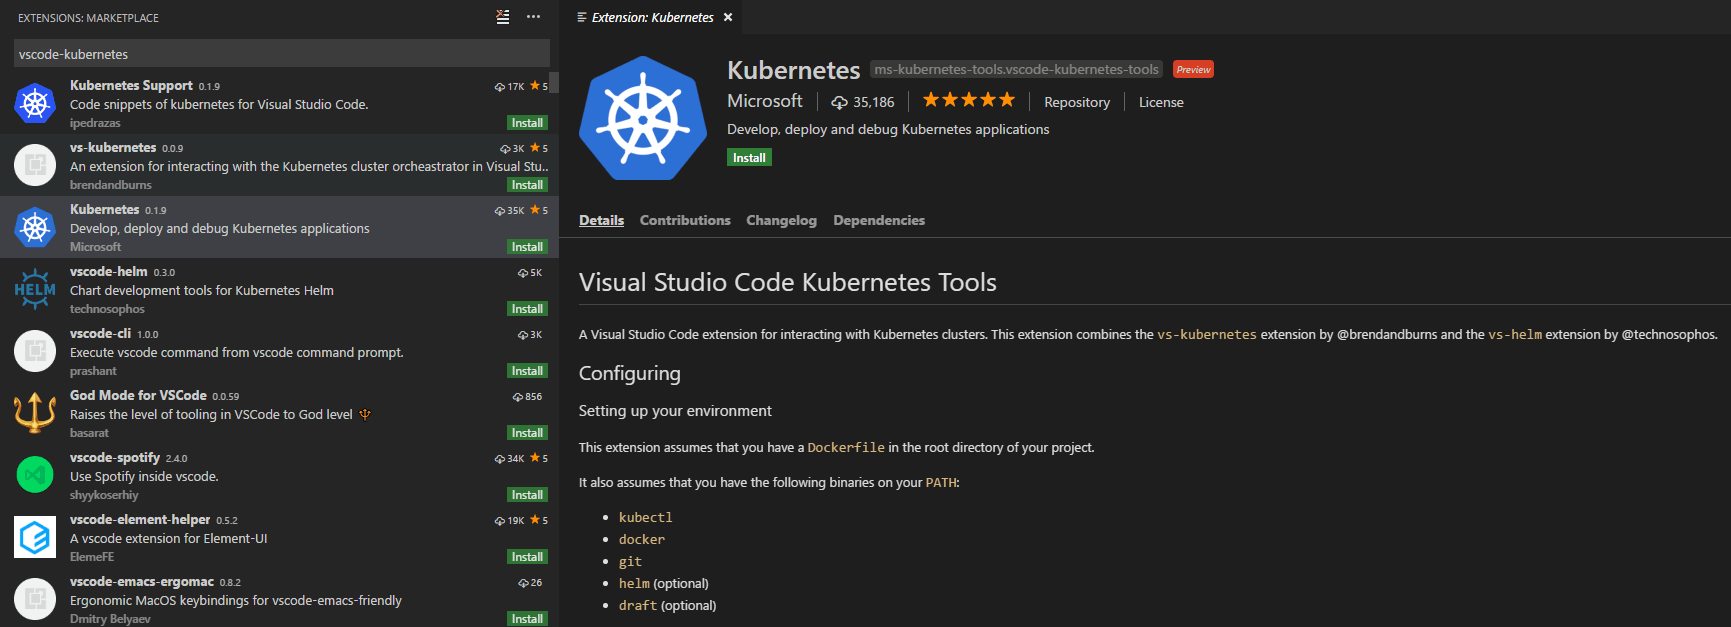 EXTENSIONS: MARKETPLACE
vscode-kubernetes
Kubernetes Support 0.1.9 17K 5
Code snippets of kubernetes for Visual Studio Code.
ipedrazas Install
vs-kubernetes 0.0.9 3K 5
An extension for interacting with the Kubernetes cluster orcheastrator in Visual Stu..
brendandburns Install
Kubernetes 0.1.9 35K 5
Develop, deploy and debug Kubernetes applications
Microsoft Install
HELM
vscode-helm 0.3.0 5K
Chart development tools for Kubernetes Helm
technosophos Install
vscode-cli 1.0.0 3K
Execute vscode command from vscode command prompt.
prashant Install
God Mode for VSCode 0.0.59 856
Raises the level of tooling in VSCode to God level
basarat Install
vscode-spotify 2.4.0 34K 5
Use Spotify inside vscode.
shyykoserhiy Install
vscode-element-helper 0.5.2 19K 5
A vscode extension for Element-UI
ElemeFE Install
vscode-emacs-ergomac 0.8.2 26
Ergonomic MacOS keybindings for vscode-emacs-friendly
Dmitry Belyaev Install
Extension: Kubernetes
Kubernetes ms-kubernetes-tools.vscode-kubernetes-tools Preview
Microsoft 35,186 Repository License
Develop, deploy and debug Kubernetes applications
Install
Details Contributions Changelog Dependencies
Visual Studio Code Kubernetes Tools
A Visual Studio Code extension for interacting with Kubernetes clusters. This extension combines the vs-kubernetes extension by @brendandburns and the vs-helm extension by @technosophos.
Configuring
Setting up your environment
This extension assumes that you have a Dockerfile in the root directory of your project.
It also assumes that you have the following binaries on your PATH:
• kubectl
• docker
• git
• helm (optional)
• draft (optional)